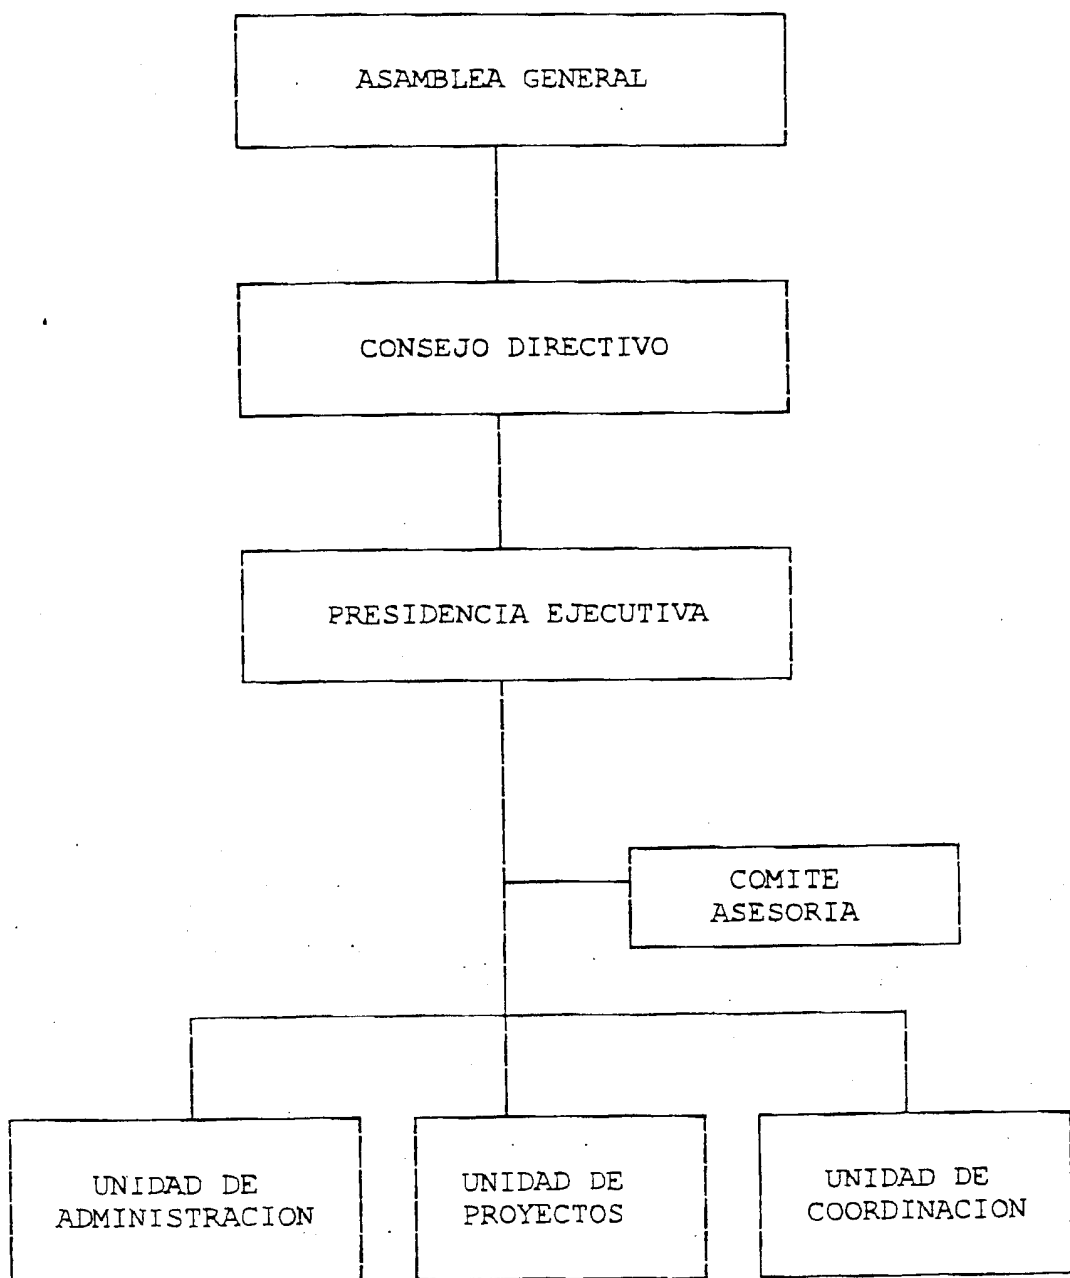 ASAMBLEA GENERAL
CONSEJO DIRECTIVO
PRESIDENCIA EJECUTIVA
COMITE
ASESORIA
UNIDAD DE
ADMINISTRACION
UNIDAD DE
PROYECTOS
UNIDAD DE
COORDINACION